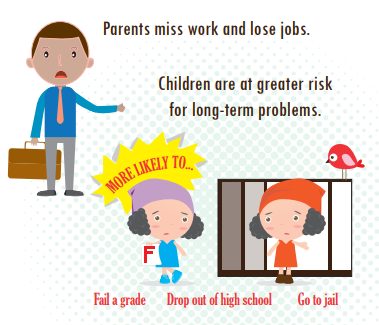 Parents miss work and lose jobs.
Children are at greater risk
for long-term problems.
MORE LIKELY TO...
F
Fail a grade Drop out of high school Go to jail